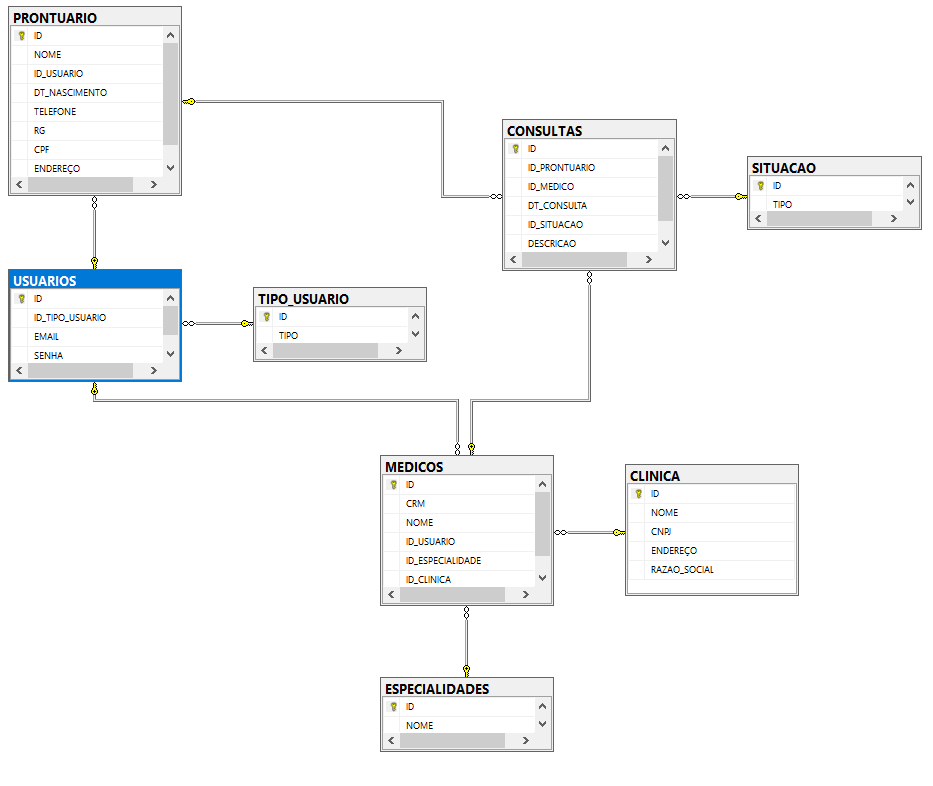 PRONTUARIO
ID
NOME
ID_USUARIO
DT_NASCIMENTO
TELEFONE
RG
CPF
ENDEREÇO
CONSULTAS
ID
ID_PRONTUARIO
ID_MEDICO
DT_CONSULTA
ID_SITUACAO
DESCRICAO
SITUACAO
ID
TIPO
USUARIOS
ID
ID_TIPO_USUARIO
EMAIL
SENHA
TIPO_USUARIO
ID
TIPO
MEDICOS
ID
CRM
NOME
ID_USUARIO
ID_ESPECIALIDADE
ID_CLINICA
CLINICA
ID
NOME
CNPJ
ENDEREÇO
RAZAO_SOCIAL
ESPECIALIDADES
ID
NOME